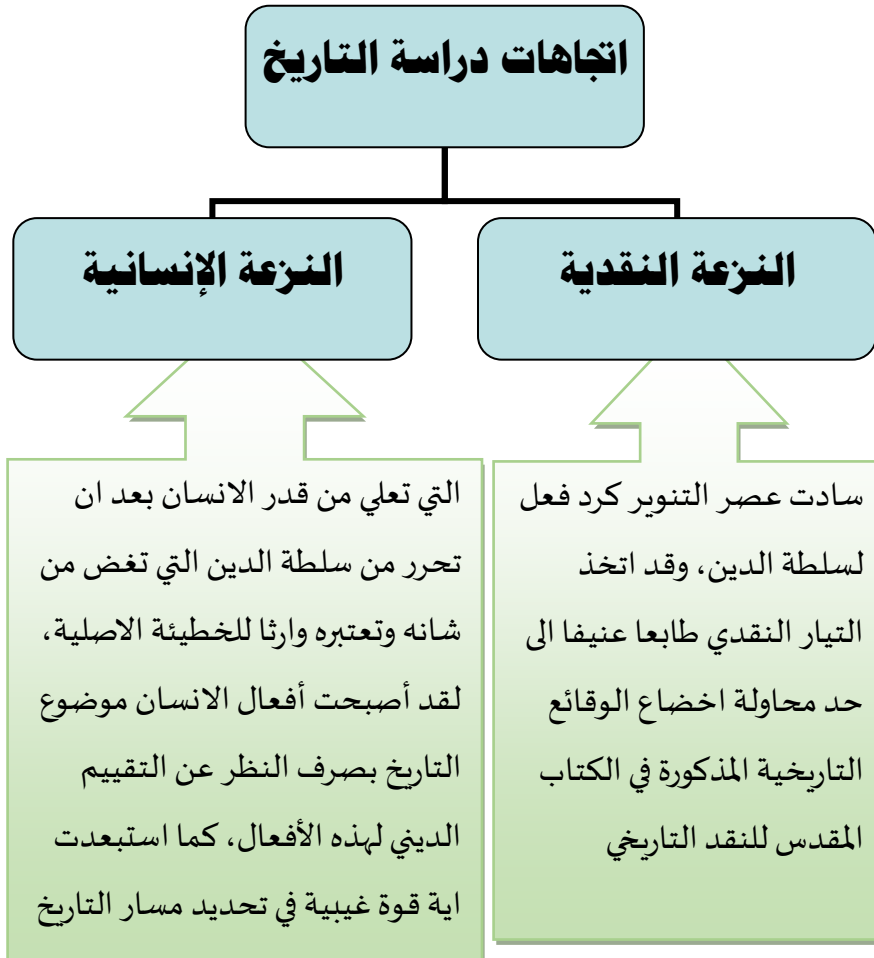 اتجاهات دراسة التاريخ
النزعة النقدية
سادت عصر التنوير كرد فعل
لسلطة الدين، وقد اتخذ
التيار النقدي طابعا عنيفا الى
حد محاولة اخضاع الوقائع
التاريخية المذكورة في الكتاب
المقدس للنقد التاريخي
النزعة الإنسانية
التي تعلي من قدر الانسان بعد ان
تحرر من سلطة الدين التي تغض من
شانه وتعتبره وارثا للخطيئة الاصلية،
لقد أصبحت أفعال الانسان موضوع
التاريخ بصرف النظر عن التقييم
الديني لهذه الأفعال، كما استبعدت
اية قوة غيبية في تحديد مسار التاريخ